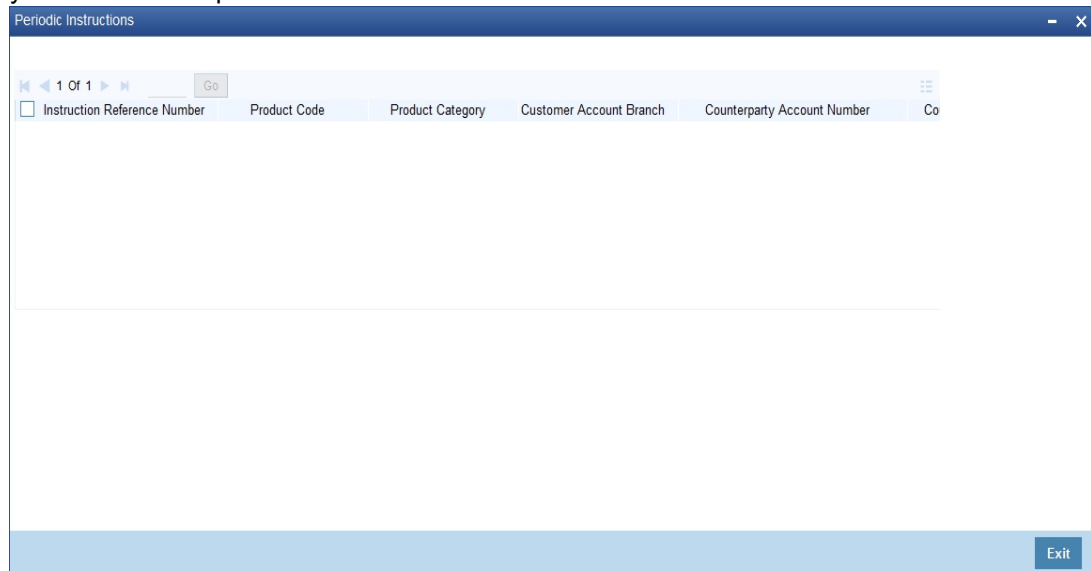 Periodic Instructions
1 Of 1 Go
Instruction Reference Number Product Code Product Category Customer Account Branch Counterparty Account Number Co
Exit